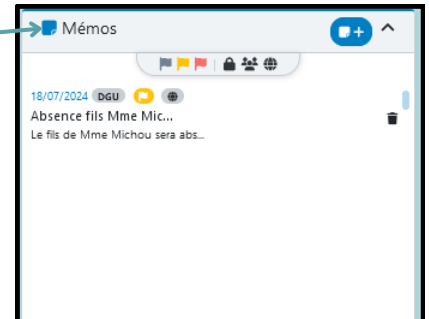 Mémos
18/07/2024 DGU
Absence fils Mme Mic...
Le fils de Mme Michou sera abs...